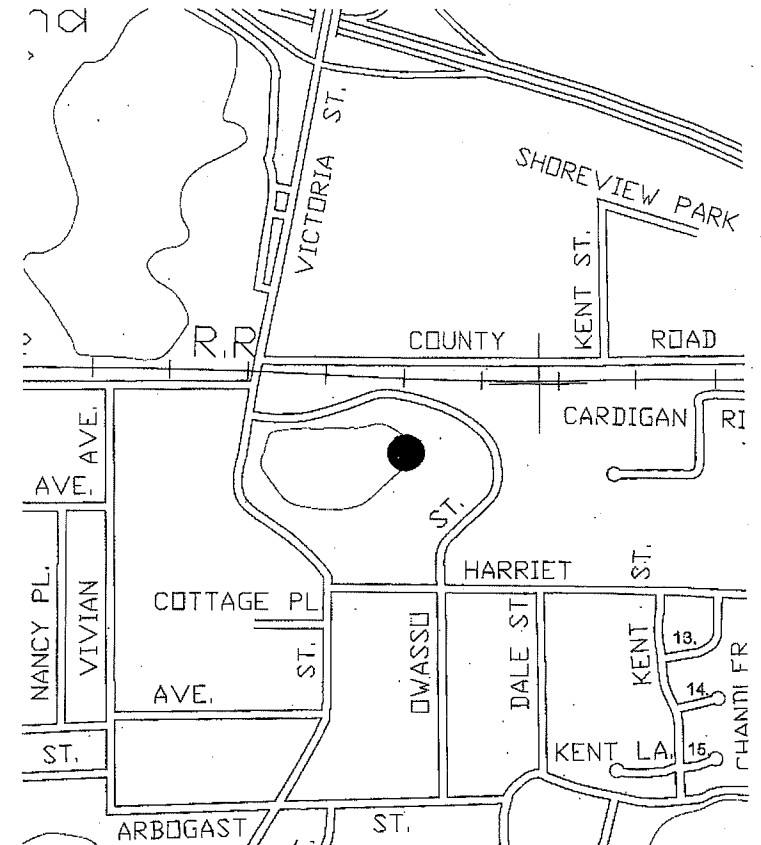 VICTORIA ST.
SHOREVIEW PARK
KENT ST.
R.R
COUNTY ROAD
CARDIGAN RI
AVE.
AVE.
ST.
HARRIET ST.
NANCY PL.
VIVIAN
COTTAGE PL
ST.
OWASSO
DALE ST
KENT
13.
14.
15.
AVE.
ST.
KENT LA.
ARBOGAST ST.